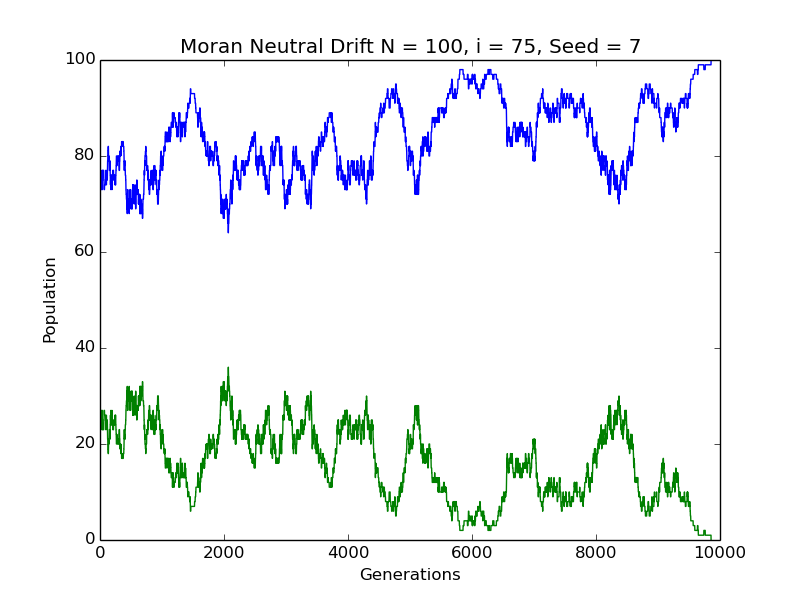 Moran Neutral Drift N = 100, i = 75, Seed = 7
100
80
60
40
20
0
Population
0 2000 4000 6000 8000 10000
Generations